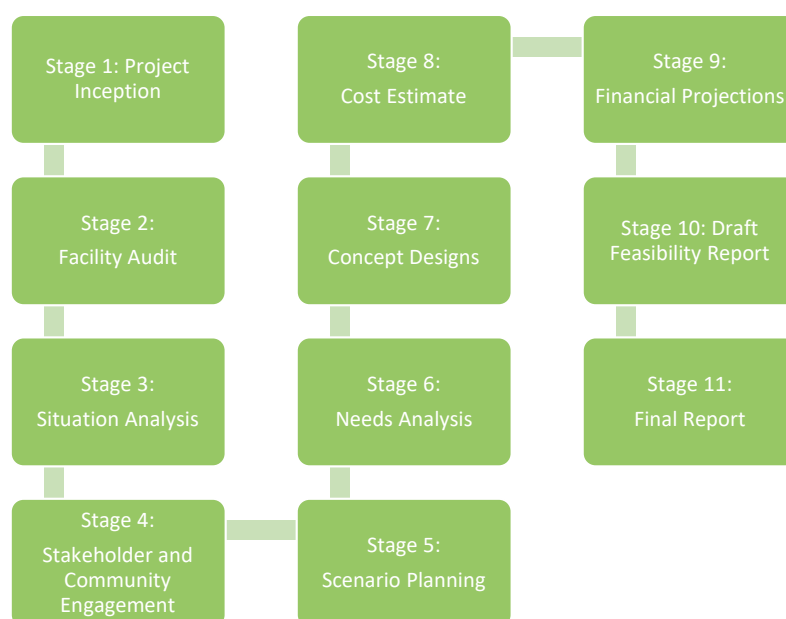 Stage 1: Project
Inception
Stage 2:
Facility Audit
Stage 3:
Situation Analysis
Stage 4:
Stakeholder and
Community
Engagement
Stage 5:
Scenario Planning
Stage 6:
Needs Analysis
Stage 7:
Concept Designs
Stage 8:
Cost Estimate
Stage 9:
Financial Projections
Stage 10: Draft
Feasibility Report
Stage 11:
Final Report